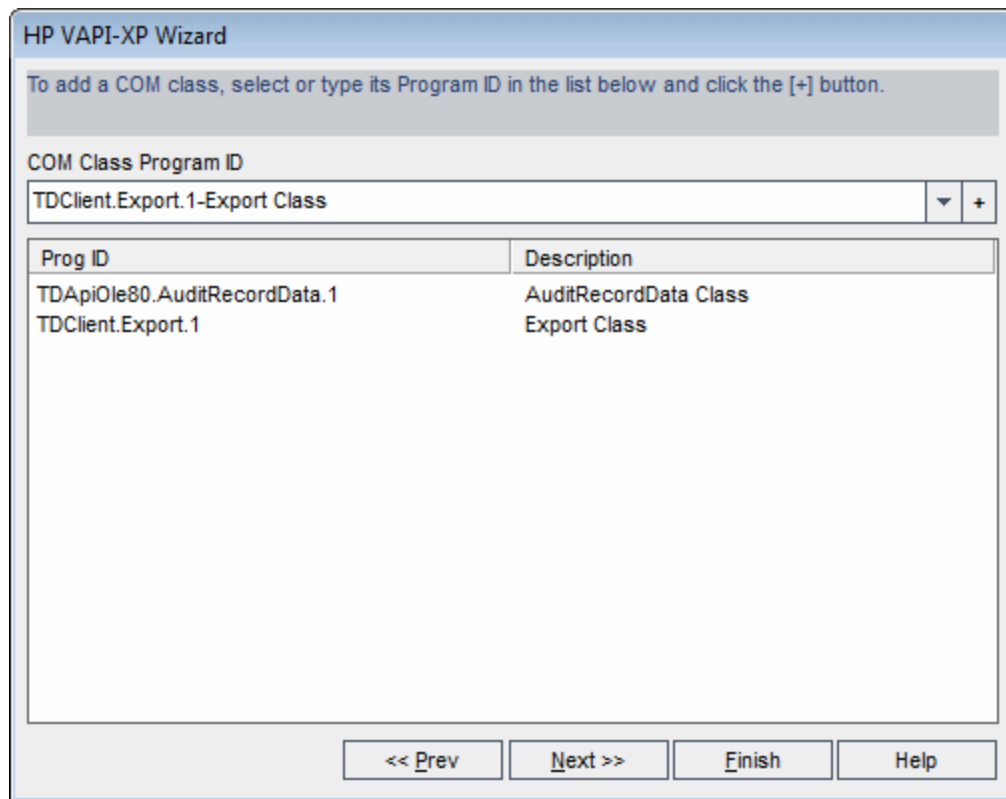 HP VAPI-XP Wizard
To add a COM class, select or type its Program ID in the list below and click the [+] button.
COM Class Program ID
TDClient.Export.1-Export Class +
Prog ID Description
TDApiOle80.AuditRecordData.1 AuditRecordData Class
TDClient.Export.1 Export Class
<< Prev Next >> Finish Help